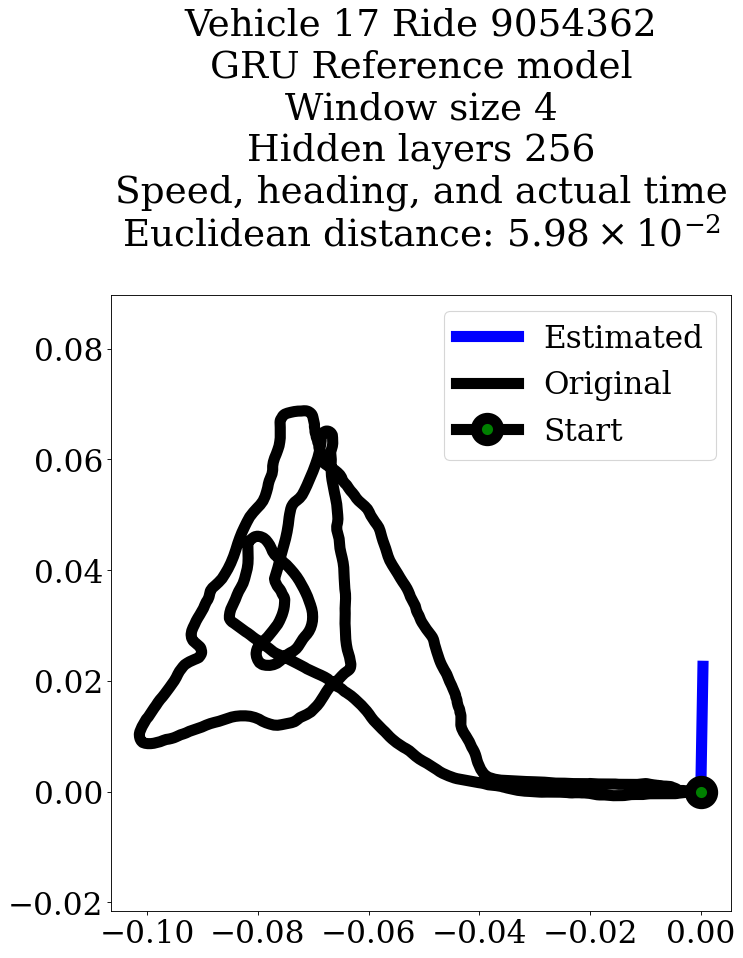 Vehicle 17 Ride 9054362
GRU Reference model
Window size 4
Hidden layers 256
Speed, heading, and actual time
Euclidean distance: 5.98 × 10⁻²
Estimated
Original
Start
0.08
0.06
0.04
0.02
0.00
−0.02
−0.10 −0.08 −0.06 −0.04 −0.02 0.00